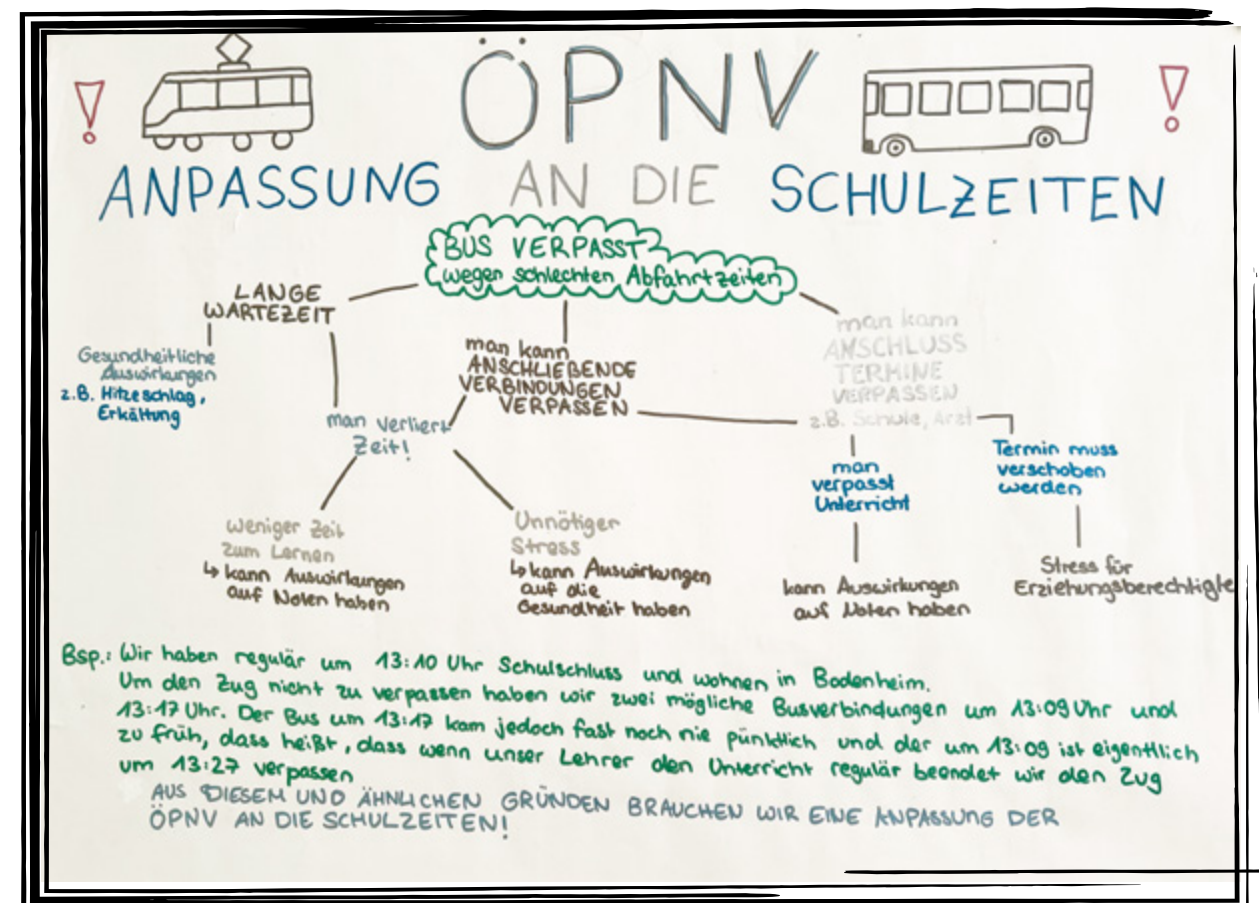 ! ÖPNV !
ANPASSUNG AN DIE SCHULZEITEN
BUS VERPASST
wegen schlechten Abfahrtzeiten
LANGE
WARTEZEIT
Gesundheitliche
Auswirkungen
z.B. Hitzeschlag,
Erkältung
man kann
ANSCHLIEßENDE
VERBINDUNGEN
VERPASSEN
man kann
ANSCHLUSS
TERMINE
VERPASSEN
z.B. Schule, Arzt
man verliert
Zeit!
man
verpasst
Unterricht
Termin muss
verschoben
werden
weniger Zeit
zum Lernen
↳ kann Auswirkungen
auf Noten haben
Unnötiger
Stress
↳ kann Auswirkungen
auf die
Gesundheit haben
kann Auswirkungen
auf Noten haben
Stress für
Erziehungsberechtigte
Bsp.: Wir haben regulär um 13:10 Uhr Schulschluss und wohnen in Bodenheim.
Um den Zug nicht zu verpassen haben wir zwei mögliche Busverbindungen um 13:09 Uhr und
13:17 Uhr. Der Bus um 13:17 kam jedoch fast noch nie pünktlich und der um 13:09 ist eigentlich
zu früh, dass heißt, dass wenn unser Lehrer den Unterricht regulär beendet wir den Zug
um 13:27 verpassen
AUS DIESEM UND ÄHNLICHEN GRÜNDEN BRAUCHEN WIR EINE ANPASSUNG DER
ÖPNV AN DIE SCHULZEITEN!